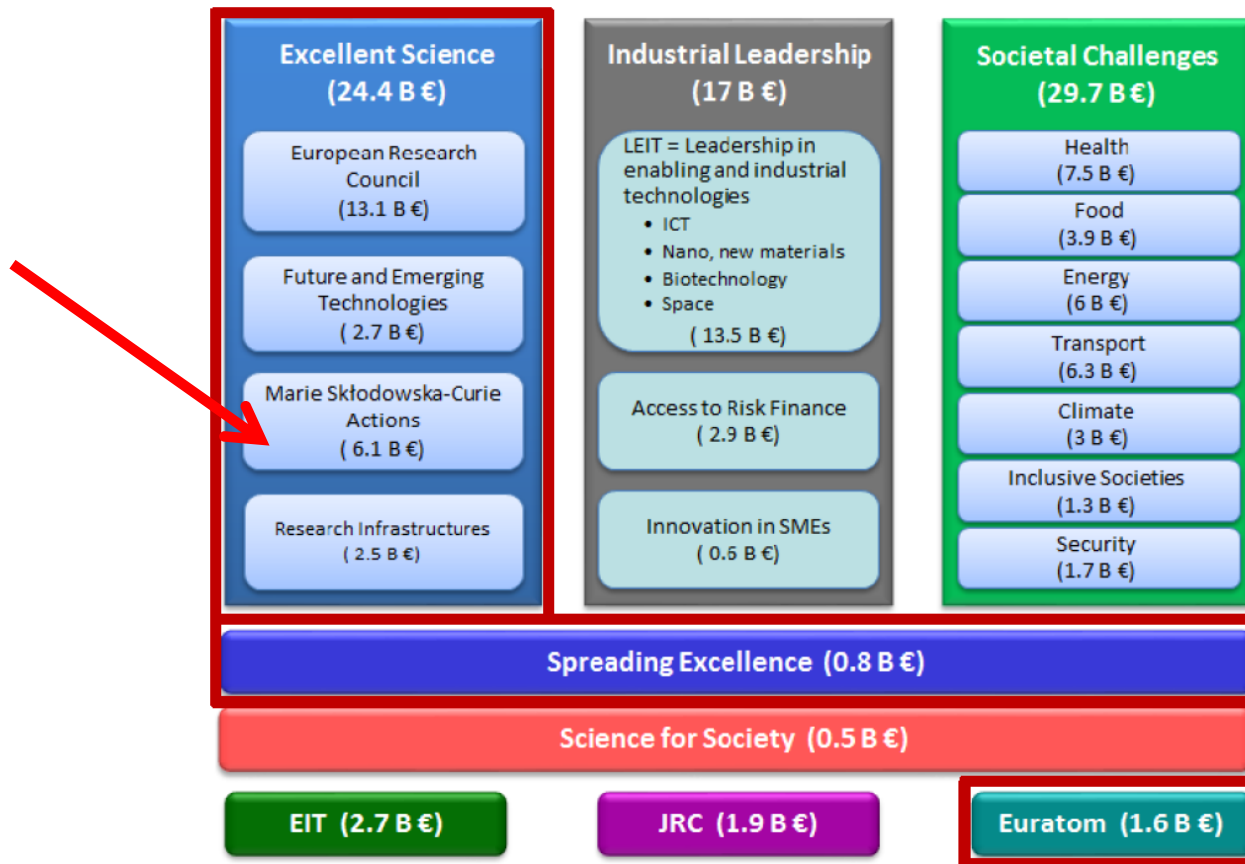 Excellent Science
(24.4 B €)
European Research
Council
(13.1 B €)
Future and Emerging
Technologies
( 2.7 B €)
Marie Skłodowska-Curie
Actions
( 6.1 B €)
Research Infrastructures
( 2.5 B €)
Industrial Leadership
(17 B €)
LEIT = Leadership in
enabling and industrial
technologies
• ICT
• Nano, new materials
• Biotechnology
• Space
( 13.5 B €)
Access to Risk Finance
( 2.9 B €)
Innovation in SMEs
( 0.6 B €)
Societal Challenges
(29.7 B €)
Health
(7.5 B €)
Food
(3.9 B €)
Energy
(6 B €)
Transport
(6.3 B €)
Climate
(3 B €)
Inclusive Societies
(1.3 B €)
Security
(1.7 B €)
Spreading Excellence (0.8 B €)
Science for Society (0.5 B €)
EIT (2.7 B €)
JRC (1.9 B €)
Euratom (1.6 B €)